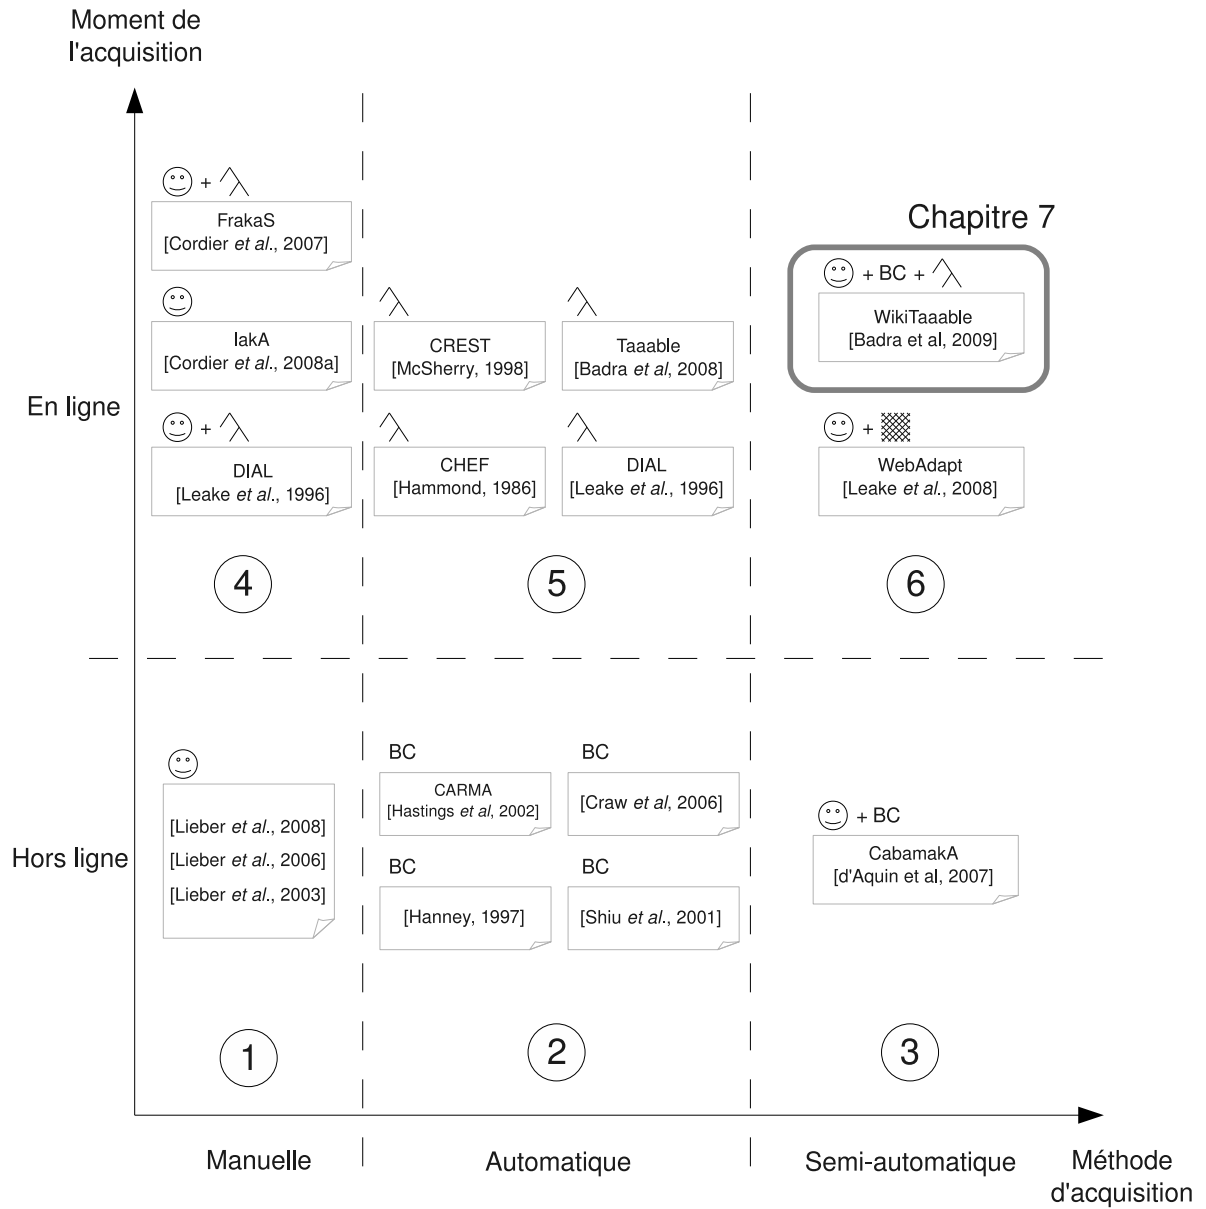 Moment de
l'acquisition
+
FrakaS
[Cordier et al., 2007]
IakA
[Cordier et al., 2008a]
+
DIAL
[Leake et al., 1996]
4
CREST
[McSherry, 1998]
Taaable
[Badra et al, 2008]
CHEF
[Hammond, 1986]
DIAL
[Leake et al., 1996]
5
Chapitre 7
+ BC +
WikiTaaable
[Badra et al, 2009]
+
WebAdapt
[Leake et al., 2008]
6
En ligne
Hors ligne
[Lieber et al., 2008]
[Lieber et al., 2006]
[Lieber et al., 2003]
1
BC
CARMA
[Hastings et al, 2002]
BC
[Craw et al, 2006]
BC
[Hanney, 1997]
BC
[Shiu et al., 2001]
2
+ BC
CabamakA
[d'Aquin et al, 2007]
3
Manuelle
Automatique
Semi-automatique
Méthode
d'acquisition